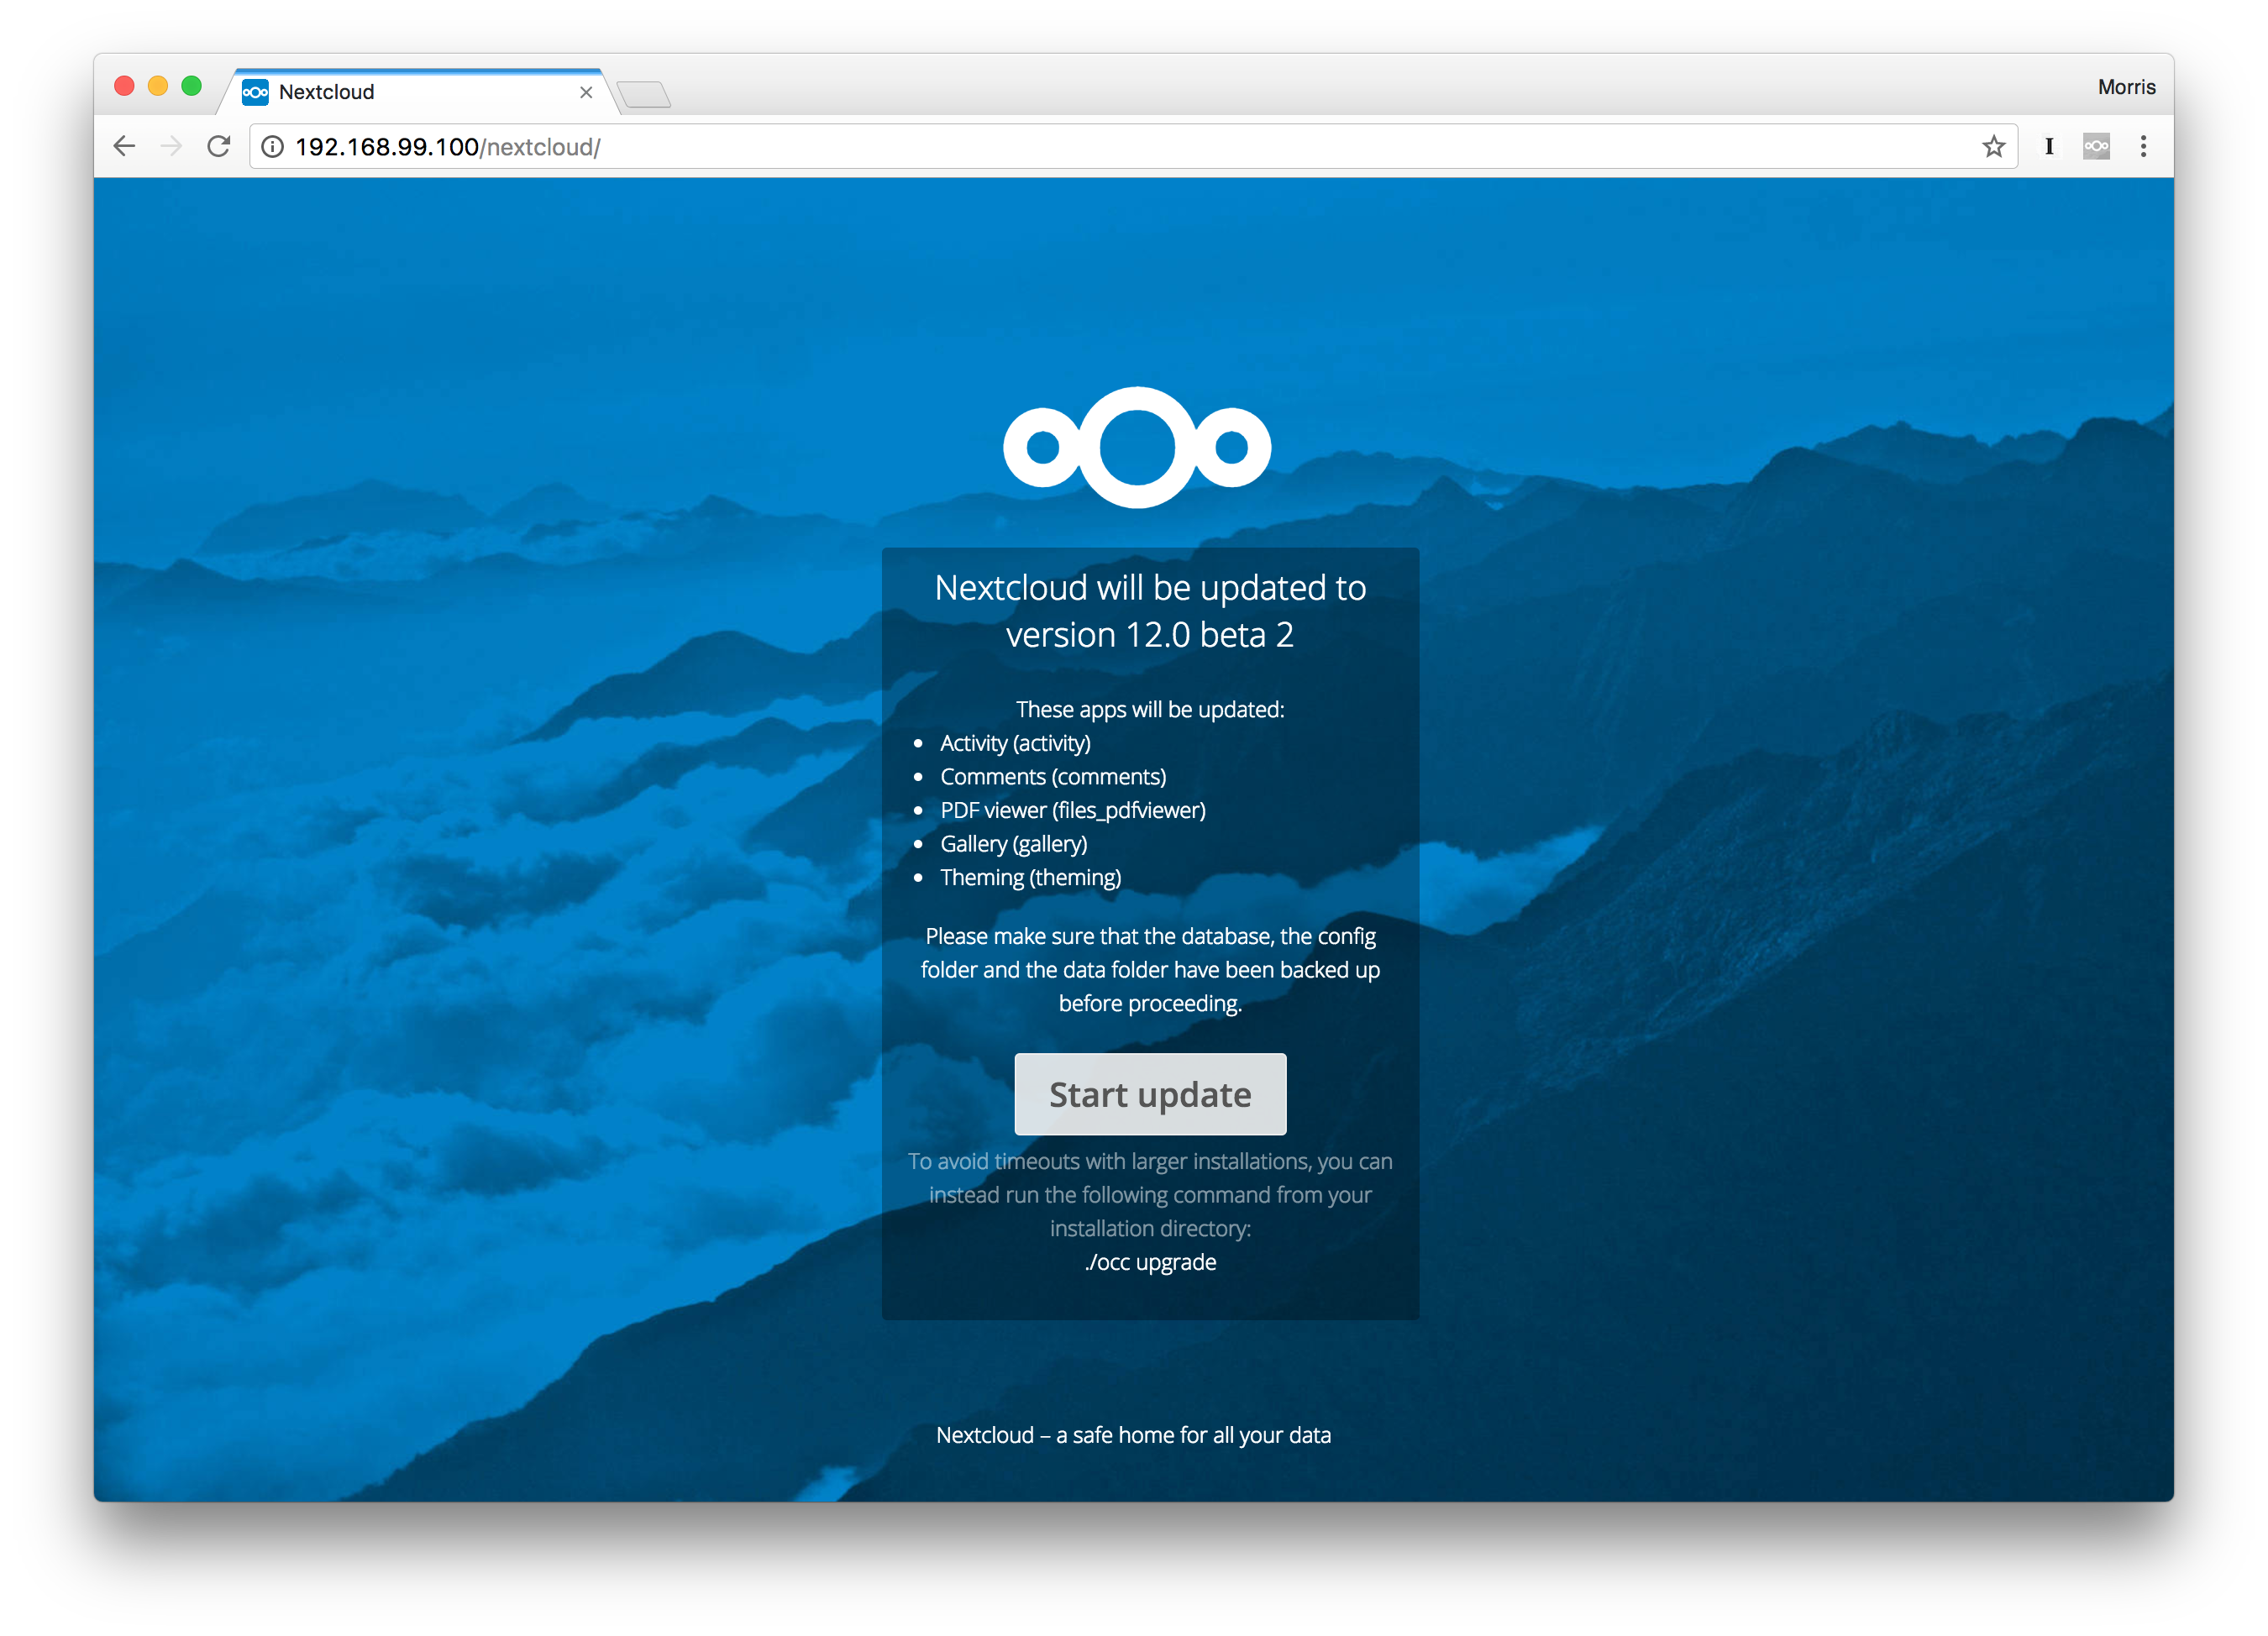 Nextcloud
Morris
192.168.99.100/nextcloud/
I
Nextcloud will be updated to
version 12.0 beta 2
These apps will be updated:
• Activity (activity)
• Comments (comments)
• PDF viewer (files_pdfviewer)
• Gallery (gallery)
• Theming (theming)
Please make sure that the database, the config
folder and the data folder have been backed up
before proceeding.
Start update
To avoid timeouts with larger installations, you can
instead run the following command from your
installation directory:
./occ upgrade
Nextcloud – a safe home for all your data